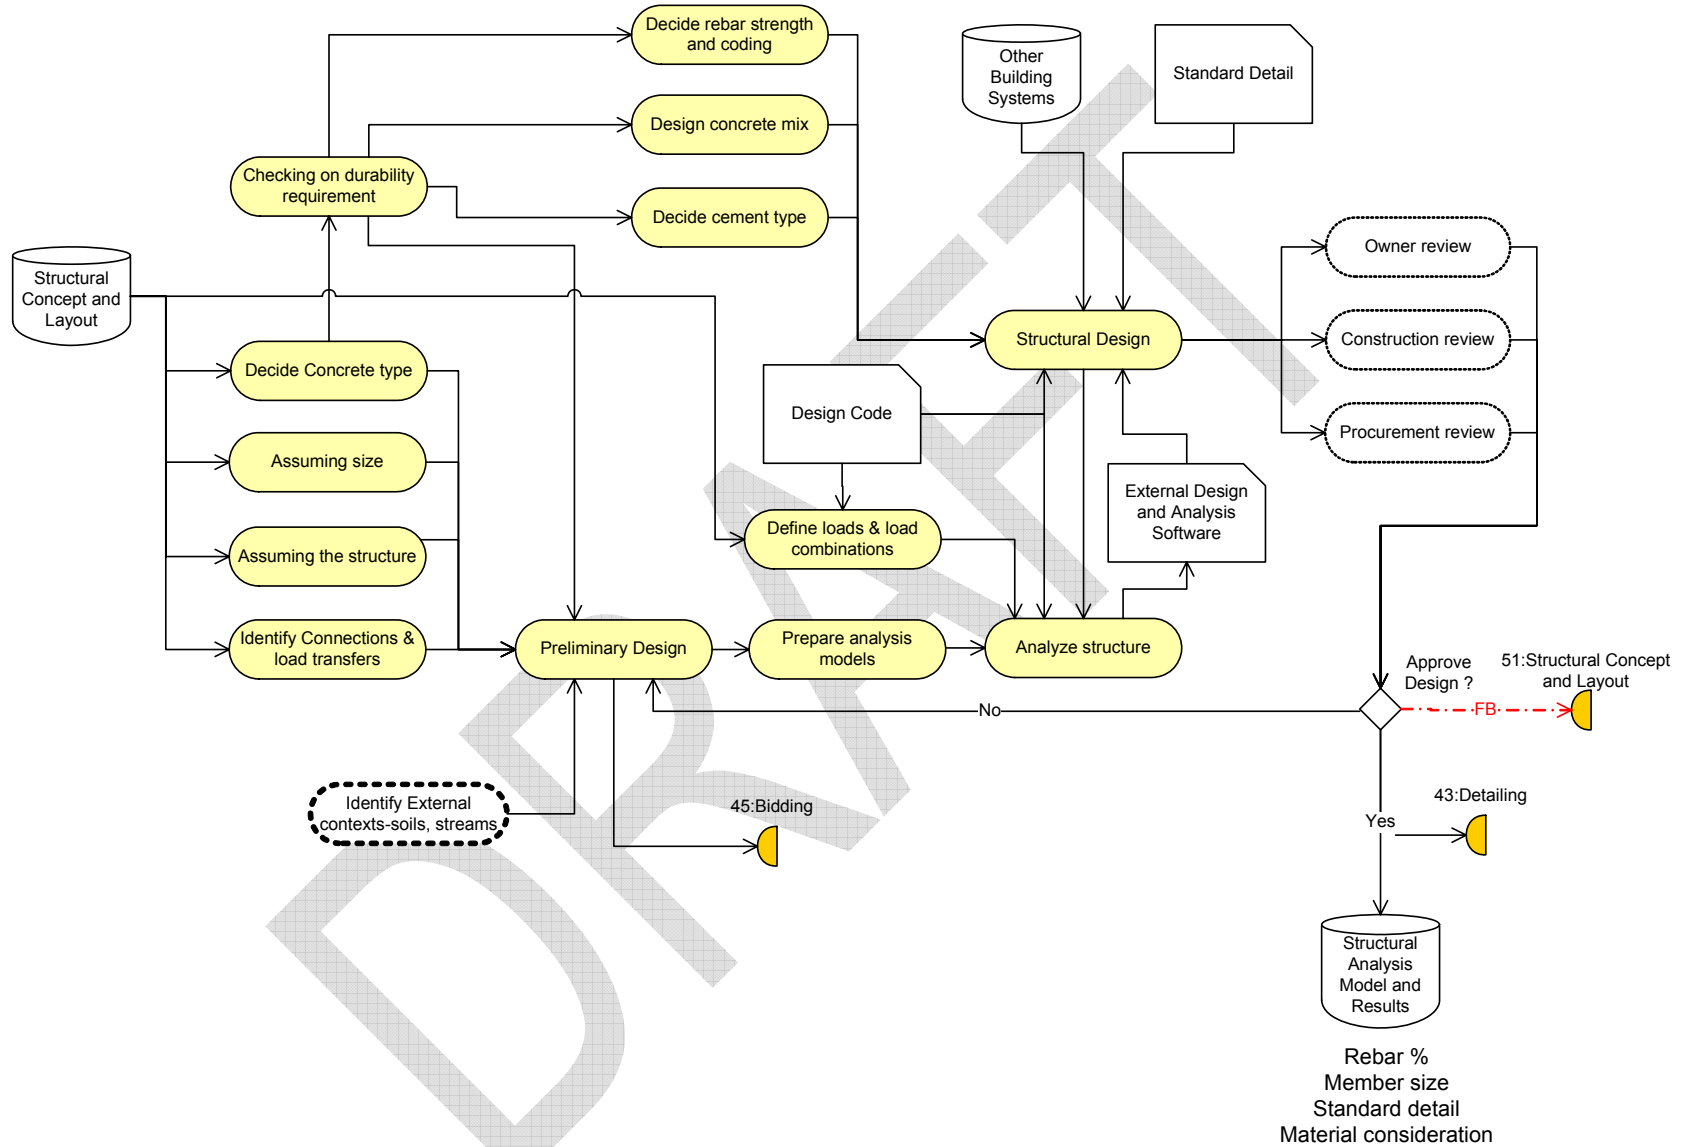 Decide rebar strength
and coding
Other
Building
Systems
Standard Detail
Design concrete mix
Checking on durability
requirement
Decide cement type
Owner review
Structural
Concept and
Layout
Structural Design
Construction review
Decide Concrete type
Design Code
Procurement review
Assuming size
External Design
and Analysis
Software
Define loads & load
combinations
Assuming the structure
Identify Connections &
load transfers
Preliminary Design
Prepare analysis
models
Analyze structure
Approve
Design ?
51:Structural Concept
and Layout
No
FB
Identify External
contexts-soils, streams
45:Bidding
43:Detailing
Yes
Structural
Analysis
Model and
Results
Rebar %
Member size
Standard detail
Material consideration
DRAFT